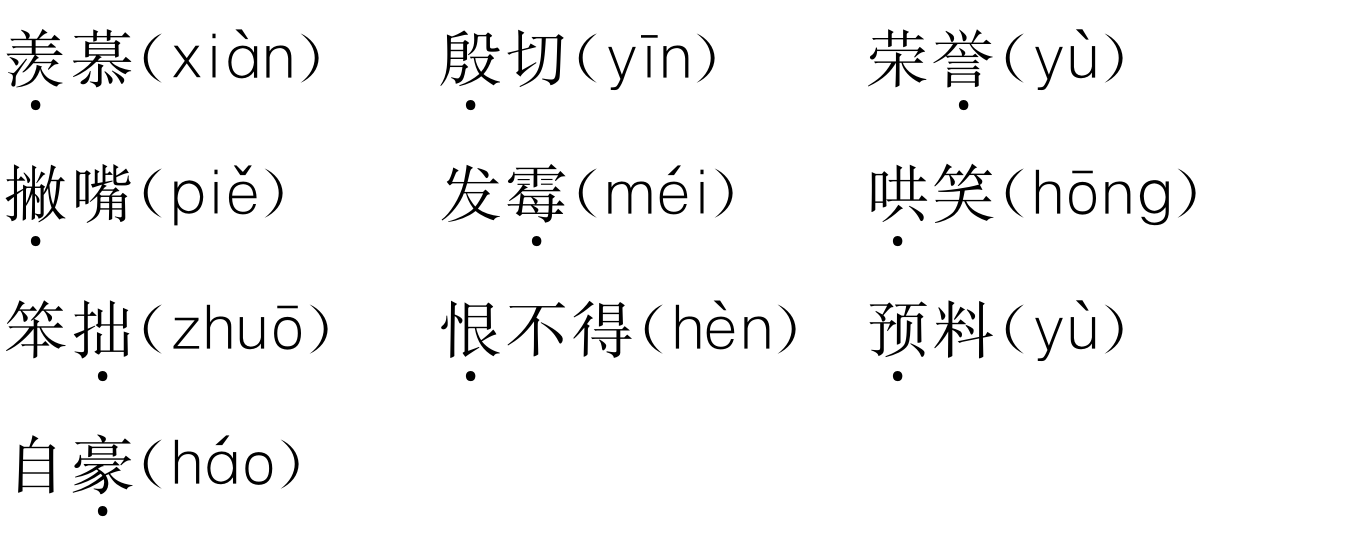 羡慕(xiàn) 殷切(yīn) 荣誉(yù)
撇嘴(piě) 发霉(méi) 哄笑(hōng)
笨拙(zhuō) 恨不得(hèn) 预料(yù)
自豪(háo)